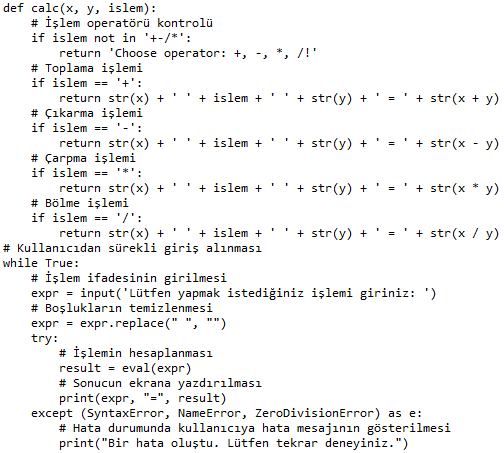 def calc(x, y, islem):
    # İşlem operatörü kontrolü
    if islem not in '+-/*':
        return 'Choose operator: +, -, *, /!'
    # Toplama işlemi
    if islem == '+':
        return str(x) + ' ' + islem + ' ' + str(y) + ' = ' + str(x + y)
    # Çıkarma işlemi
    if islem == '-':
        return str(x) + ' ' + islem + ' ' + str(y) + ' = ' + str(x - y)
    # Çarpma işlemi
    if islem == '*':
        return str(x) + ' ' + islem + ' ' + str(y) + ' = ' + str(x * y)
    # Bölme işlemi
    if islem == '/':
        return str(x) + ' ' + islem + ' ' + str(y) + ' = ' + str(x / y)
# Kullanıcıdan sürekli giriş alınması
while True:
    # İşlem ifadesinin girilmesi
    expr = input('Lütfen yapmak istediğiniz işlemi giriniz: ')
    # Boşlukların temizlenmesi
    expr = expr.replace(" ", "")
    try:
        # İşlemin hesaplanması
        result = eval(expr)
        # Sonucun ekrana yazdırılması
        print(expr, "=", result)
    except (SyntaxError, NameError, ZeroDivisionError) as e:
        # Hata durumunda kullanıcıya hata mesajının gösterilmesi
        print("Bir hata oluştu. Lütfen tekrar deneyiniz.")